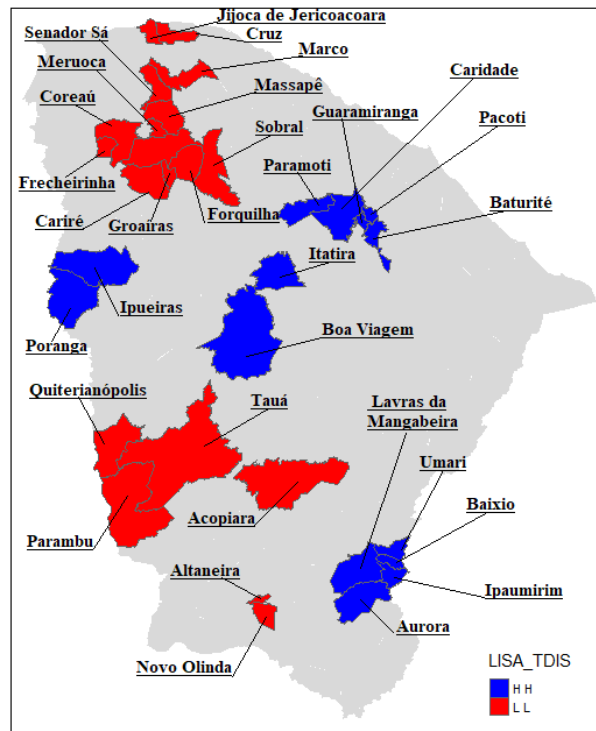 Jijoca de Jericoacoara
Senador Sá
Cruz
Marco
Meruoca
Massapê
Caridade
Coreaú
Guaramiranga
Pacoti
Sobral
Paramoti
Frecheirinha
Baturité
Cariré
Groaíras
Forquilha
Itatira
Ipueiras
Boa Viagem
Poranga
Quiterianópolis
Tauá
Lavras da
Mangabeira
Umari
Baixio
Acopiara
Parambu
Altaneira
Ipaumirim
Aurora
Novo Olinda
LISA_TDIS
H H
L L